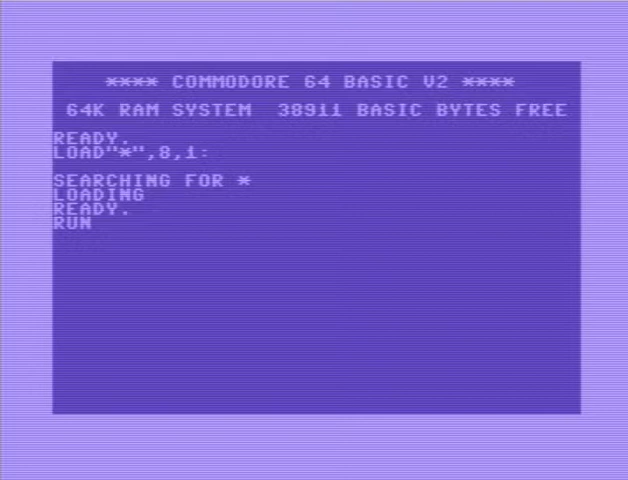 **** COMMODORE 64 BASIC V2 ****
64K RAM SYSTEM  38911 BASIC BYTES FREE
READY.
LOAD"*",8,1:
SEARCHING FOR *
LOADING
READY.
RUN